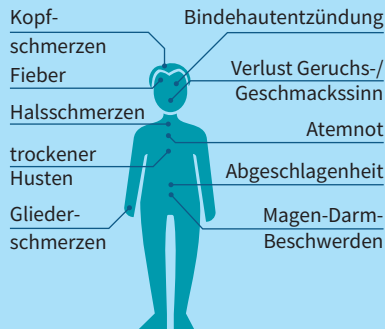 Kopf-
schmerzen
Fieber
Halsschmerzen
trockener
Husten
Glieder-
schmerzen
Bindehautentzündung
Verlust Geruchs-/
Geschmackssinn
Atemnot
Abgeschlagenheit
Magen-Darm-
Beschwerden